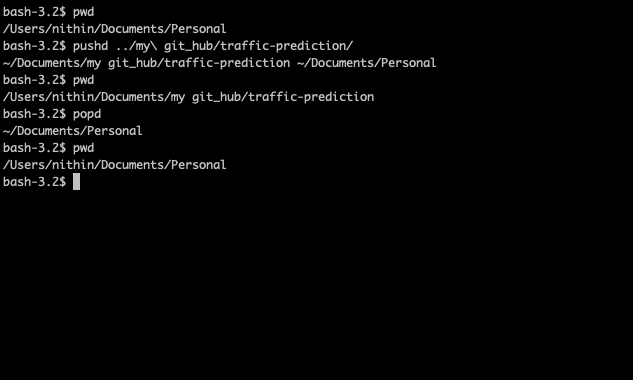 bash-3.2$ pwd
/Users/nithin/Documents/Personal
bash-3.2$ pushd ../my\ git_hub/traffic-prediction/
~/Documents/my git_hub/traffic-prediction ~/Documents/Personal
bash-3.2$ pwd
/Users/nithin/Documents/my git_hub/traffic-prediction
bash-3.2$ popd
~/Documents/Personal
bash-3.2$ pwd
/Users/nithin/Documents/Personal
bash-3.2$